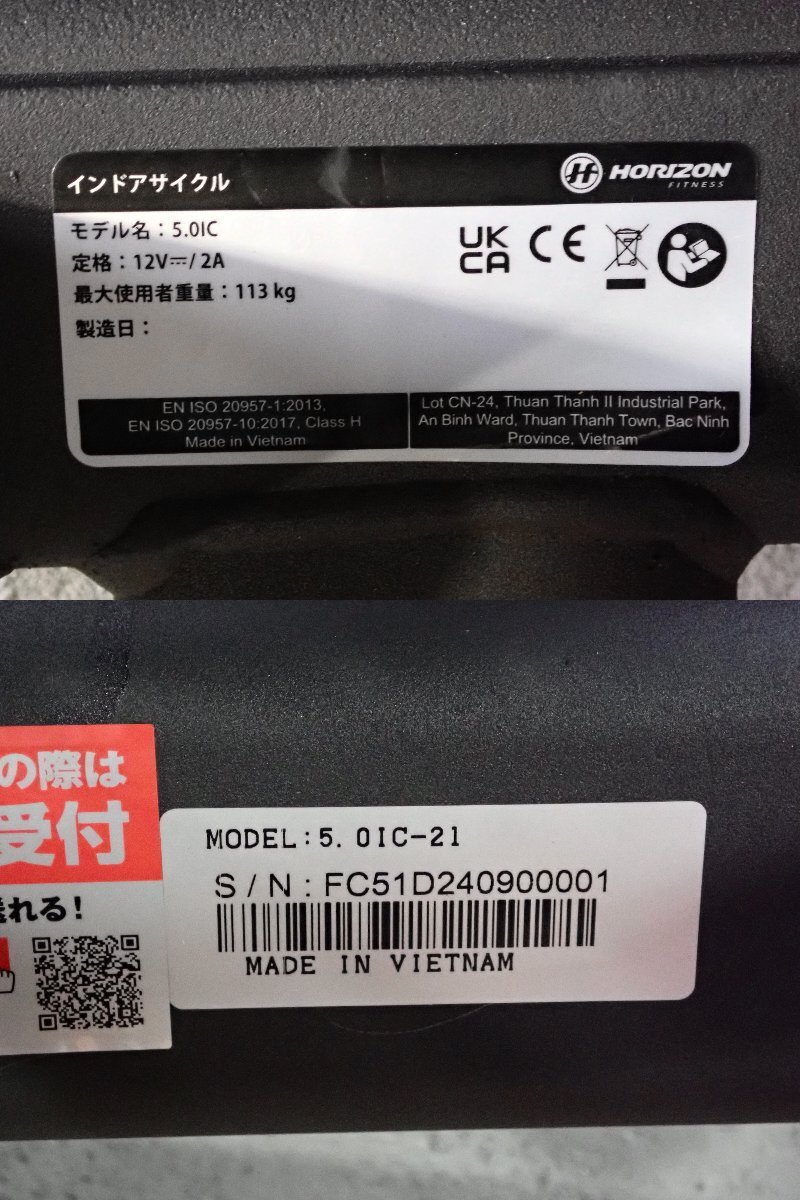 インドアサイクル
HORIZON
FITNESS
モデル名：5.0IC
定格：12V⎓/ 2A
最大使用者重量：113 kg
製造日：
UK
CA
CE
EN ISO 20957-1:2013,
EN ISO 20957-10:2017, Class H
Made in Vietnam
Lot CN-24, Thuan Thanh II Industrial Park,
An Binh Ward, Thuan Thanh Town, Bac Ninh
Province, Vietnam
の際は
受付
れる！
MODEL:5. 0IC-21
S / N : FC51D240900001
MADE IN VIETNAM